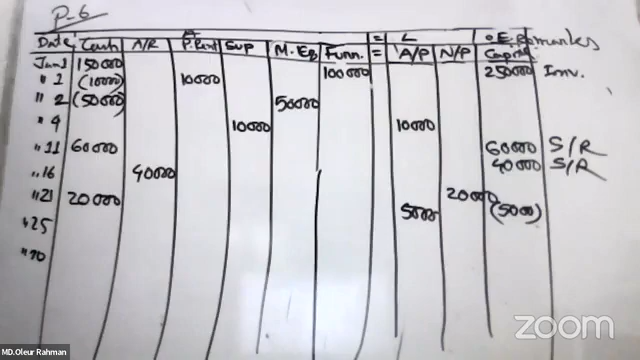 P-6
A = L O.E. Remarks
Date Cash A/R P.Rent Sup M.Eq Furn. = A/P N/P Capital
Jan 1 150000 100000 250000 Inv.
" 1 (10000) 10000
" 2 (50000) 50000
" 4 10000 10000
" 11 60000 60000 S/R
" 16 40000 40000 S/R
" 21 20000 20000
" 25 5000 (5000)
MD.Oleur Rahman
zoom